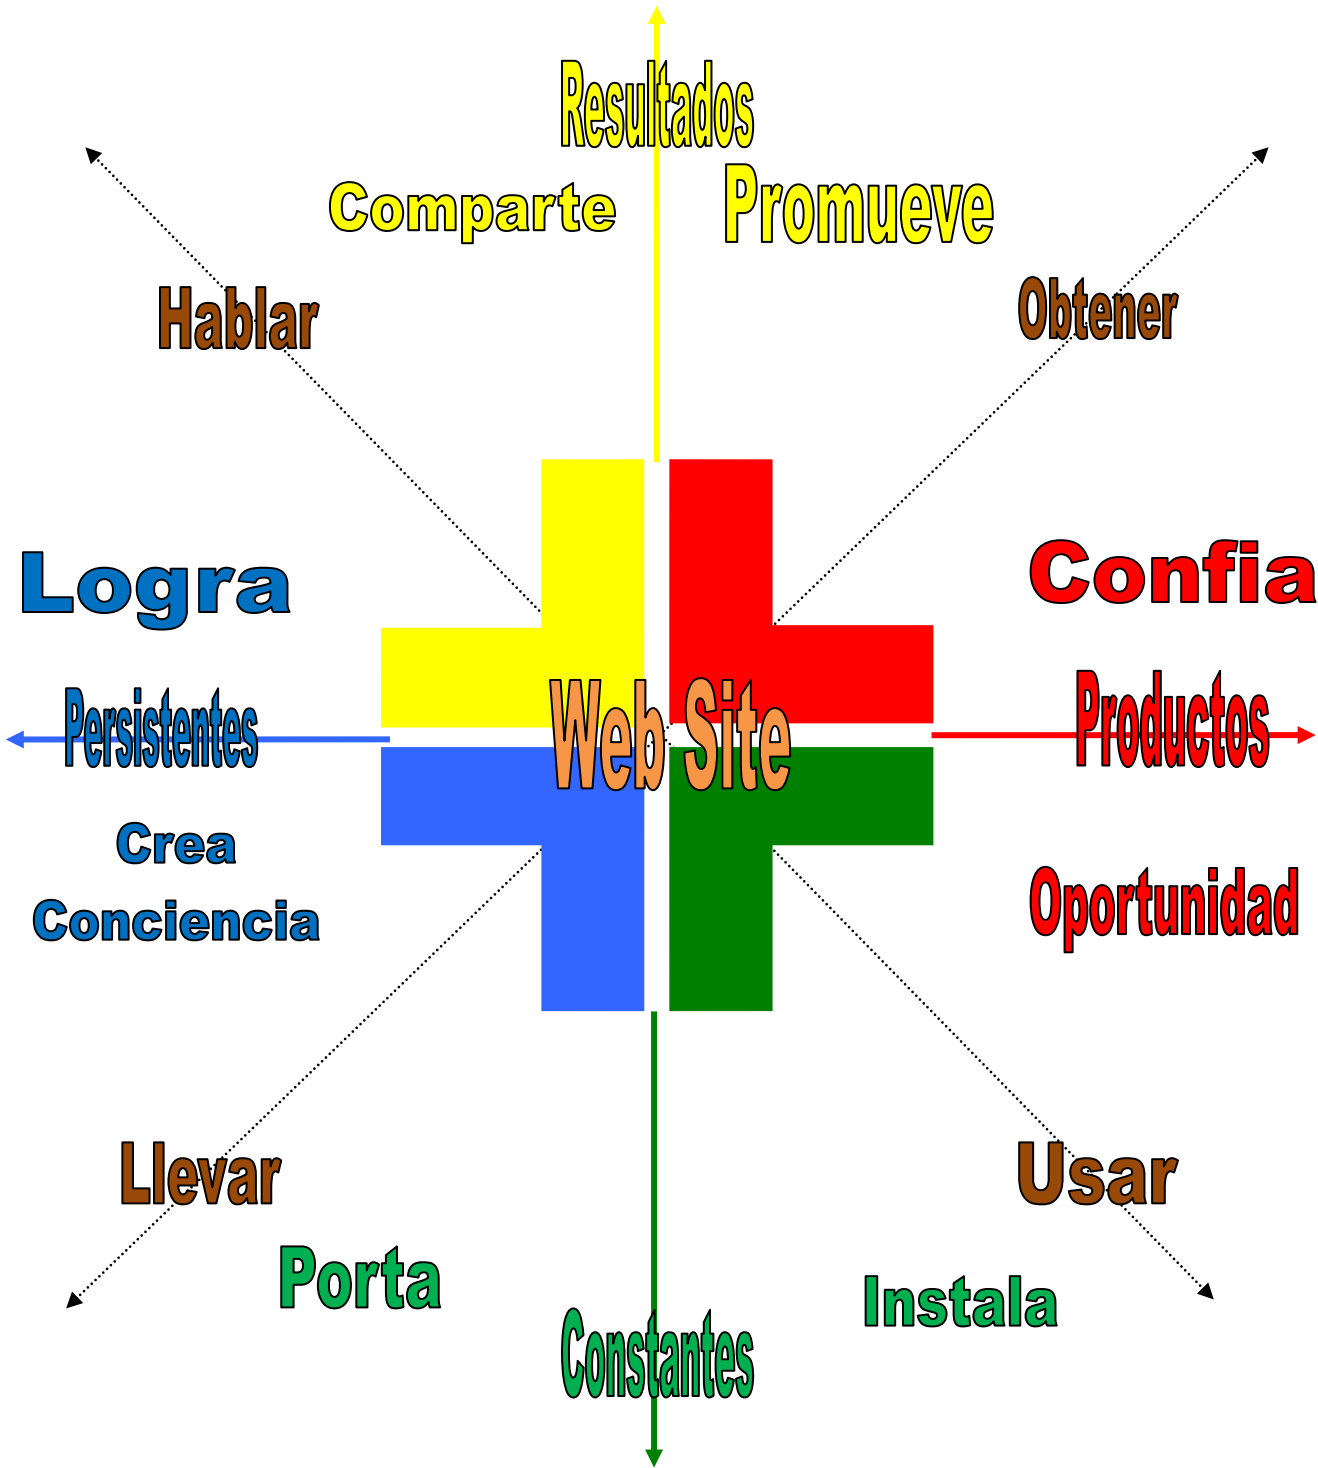 Resultados
Comparte
Promueve
Hablar
Obtener
Logra
Confia
Persistentes
Web Site
Productos
Crea
Conciencia
Oportunidad
Llevar
Usar
Porta
Instala
Constantes